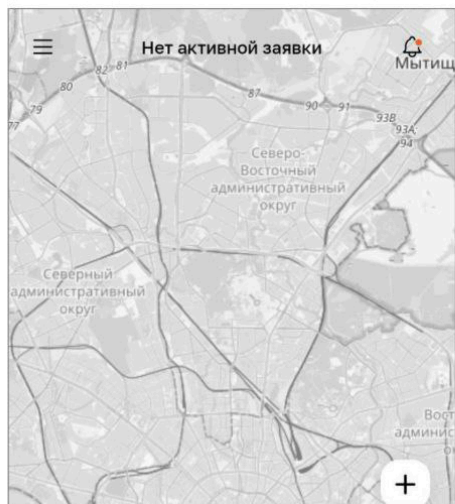 Нет активной заявки
Мытищ
82
81
80
79
77
87
90
91
93В
93А;
94
Северо-
Восточный
административный
округ
Северный
административный
округ
Вост
админис
ок
+